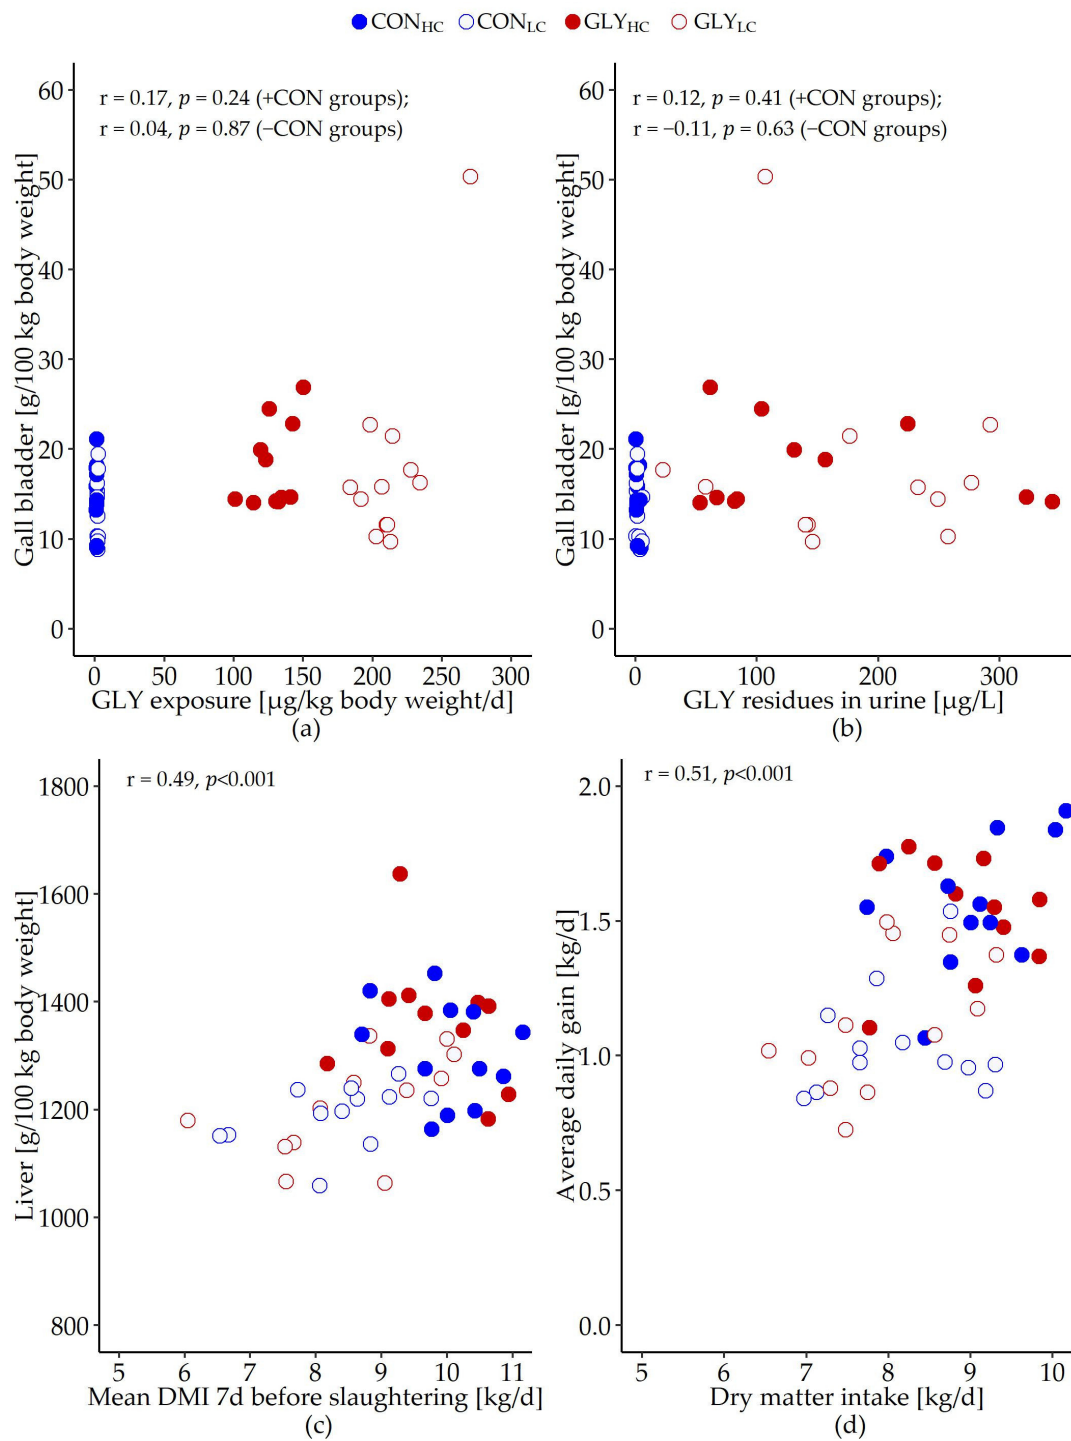 CON_HC CON_LC GLY_HC GLY_LC
r = 0.17, p = 0.24 (+CON groups);
r = 0.04, p = 0.87 (−CON groups)
Gall bladder [g/100 kg body weight]
60
50
40
30
20
10
0
0 50 100 150 200 250 300
GLY exposure [µg/kg body weight/d]
(a)
r = 0.12, p = 0.41 (+CON groups);
r = −0.11, p = 0.63 (−CON groups)
Gall bladder [g/100 kg body weight]
60
50
40
30
20
10
0
0 100 200 300
GLY residues in urine [µg/L]
(b)
r = 0.49, p<0.001
Liver [g/100 kg body weight]
1800
1600
1400
1200
1000
800
5 6 7 8 9 10 11
Mean DMI 7d before slaughtering [kg/d]
(c)
r = 0.51, p<0.001
Average daily gain [kg/d]
2.0
1.5
1.0
0.5
0.0
5 6 7 8 9 10
Dry matter intake [kg/d]
(d)